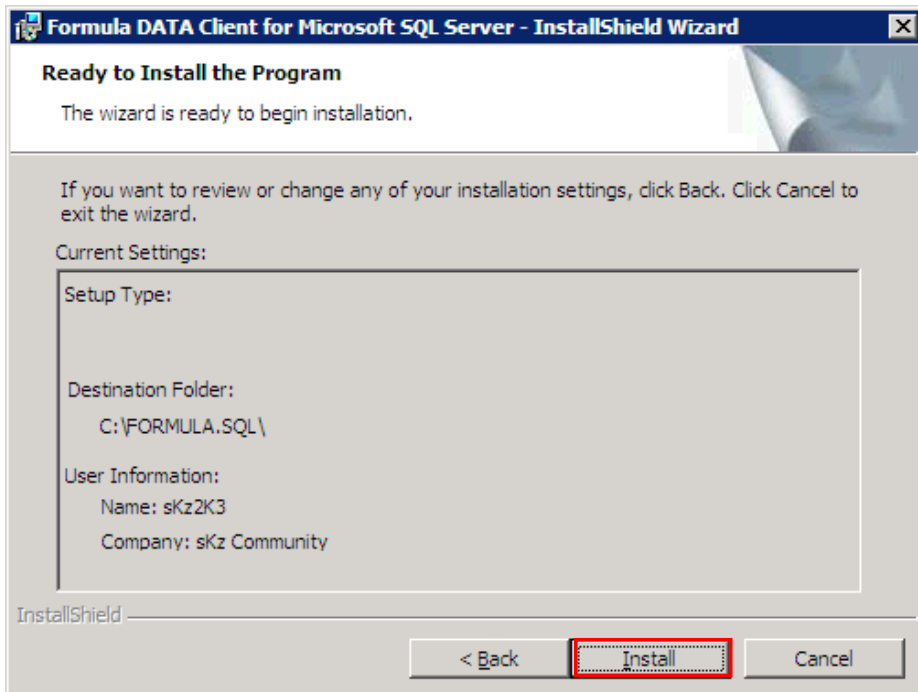 Formula DATA Client for Microsoft SQL Server - InstallShield Wizard
Ready to Install the Program
The wizard is ready to begin installation.
If you want to review or change any of your installation settings, click Back. Click Cancel to
exit the wizard.
Current Settings:
Setup Type:
Destination Folder:
C:\FORMULA.SQL\
User Information:
Name: sKz2K3
Company: sKz Community
InstallShield
< Back
Install
Cancel